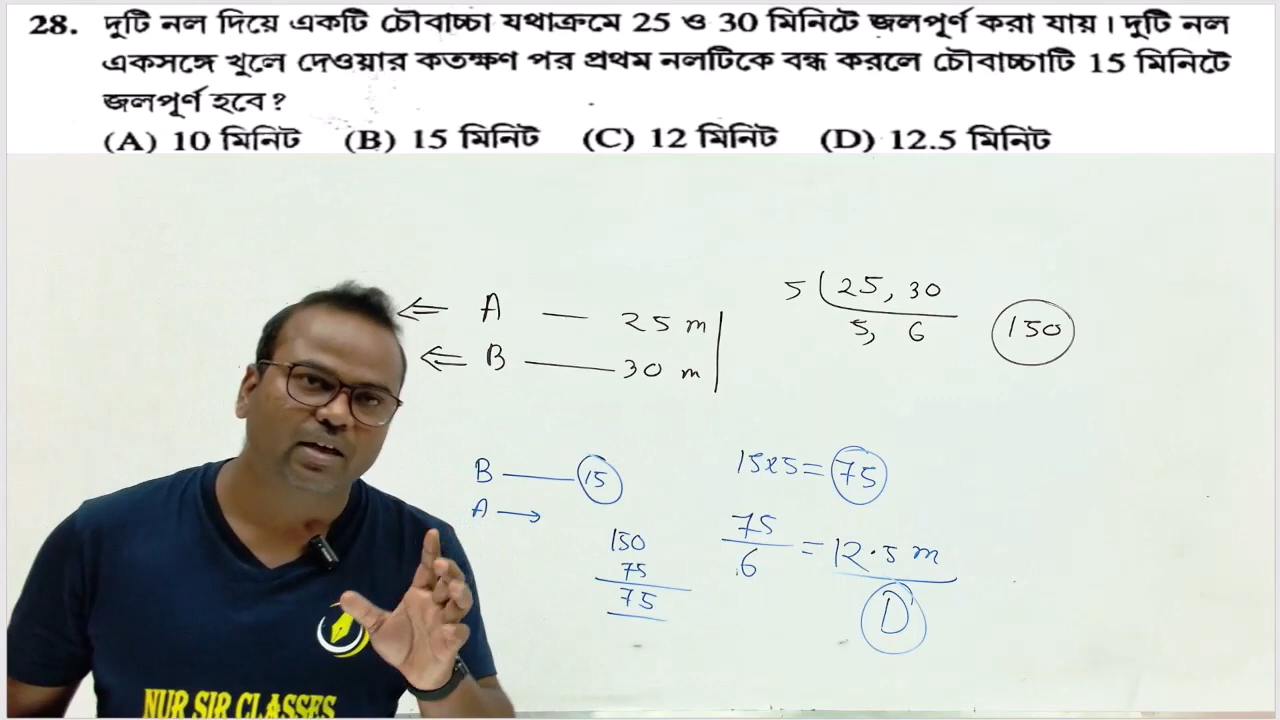 28. দুটি নল দিয়ে একটি চৌবাচ্চা যথাক্রমে 25 ও 30 মিনিটে জলপূর্ণ করা যায়। দুটি নল
একসঙ্গে খুলে দেওয়ার কতক্ষণ পর প্রথম নলটিকে বন্ধ করলে চৌবাচ্চাটি 15 মিনিটে
জলপূর্ণ হবে?
(A) 10 মিনিট (B) 15 মিনিট (C) 12 মিনিট (D) 12.5 মিনিট
5 25, 30
5, 6 150
⇐ A — 25 m
⇐ B — 30 m
B — 15 15×5 = 75
A →
150
75
75
75/6 = 12.5 m
D
NUR SIR CLASSES